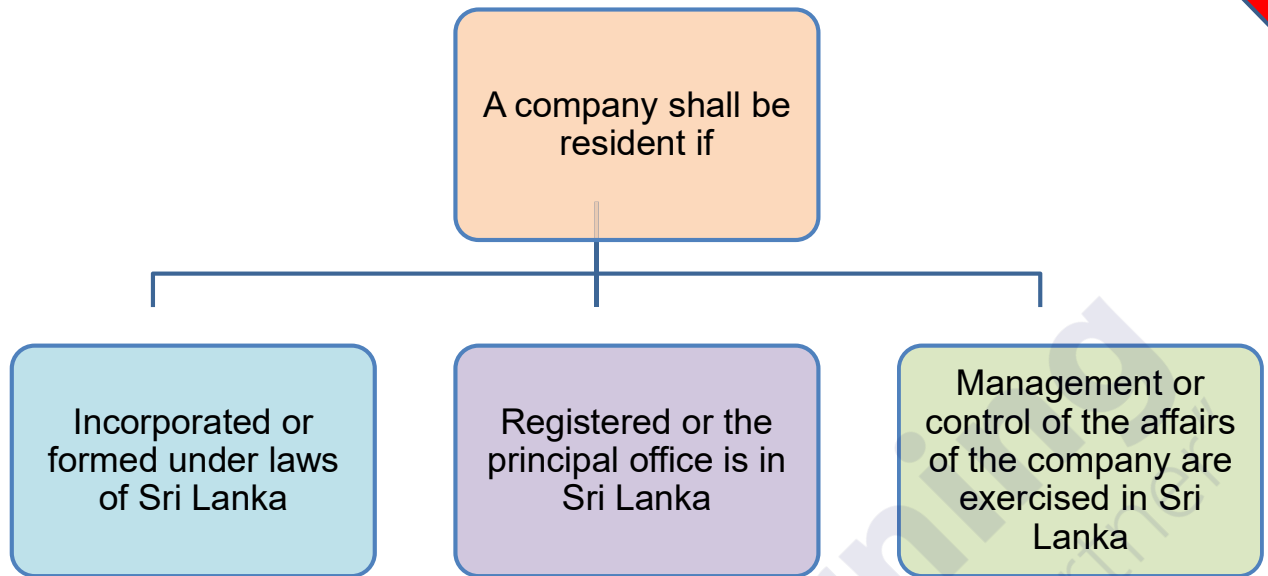 A company shall be
resident if
Incorporated or
formed under laws
of Sri Lanka
Registered or the
principal office is in
Sri Lanka
Management or
control of the affairs
of the company are
exercised in Sri
Lanka